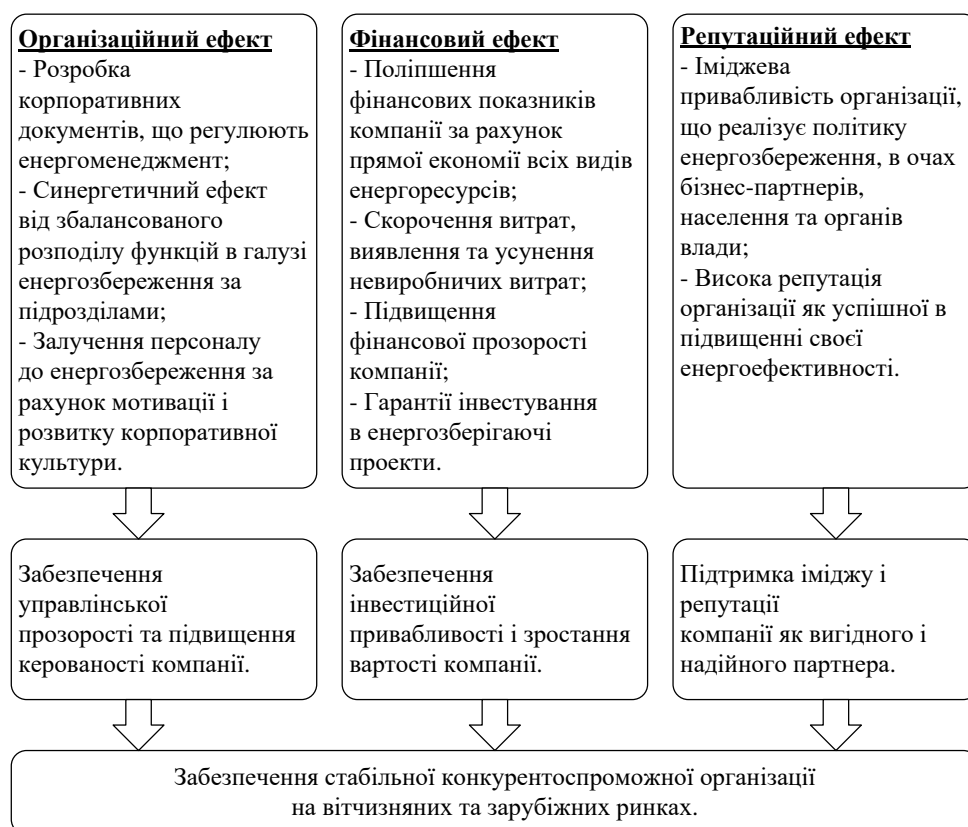 Організаційний ефект
- Розробка
корпоративних
документів, що регулюють
енергоменеджмент;
- Синергетичний ефект
від збалансованого
розподілу функцій в галузі
енергозбереження за
підрозділами;
- Залучення персоналу
до енергозбереження за
рахунок мотивації і
розвитку корпоративної
культури.
Фінансовий ефект
- Поліпшення
фінансових показників
компанії за рахунок
прямої економії всіх видів
енергоресурсів;
- Скорочення витрат,
виявлення та усунення
невиробничих витрат;
- Підвищення
фінансової прозорості
компанії;
- Гарантії інвестування
в енергозберігаючі
проекти.
Репутаційний ефект
- Іміджева
привабливість організації,
що реалізує політику
енергозбереження, в очах
бізнес-партнерів,
населення та органів
влади;
- Висока репутація
організації як успішної в
підвищенні своєї
енергоефективності.
Забезпечення
управлінської
прозорості та підвищення
керованості компанії.
Забезпечення
інвестиційної
привабливості і зростання
вартості компанії.
Підтримка іміджу і
репутації
компанії як вигідного і
надійного партнера.
Забезпечення стабільної конкурентоспроможної організації
на вітчизняних та зарубіжних ринках.